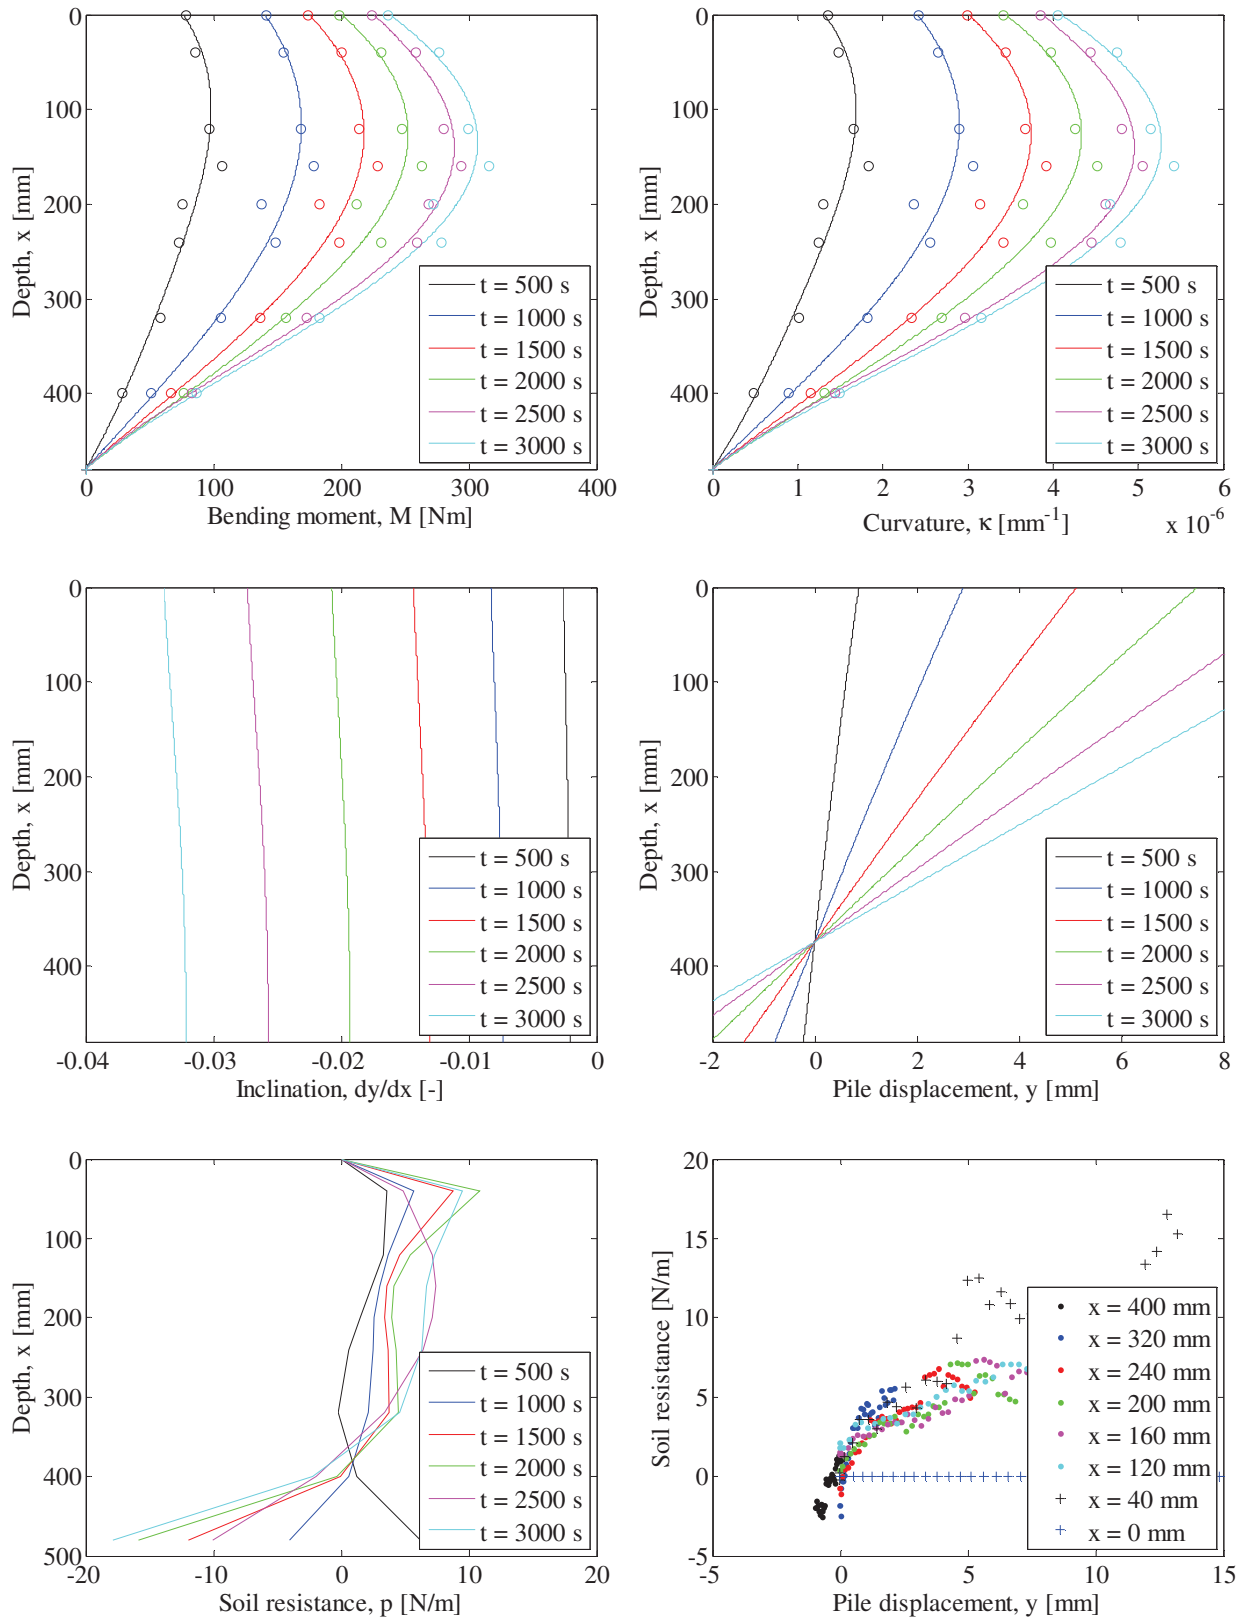 0
100
200
300
400
Depth, x [mm]
0
100
200
300
400
Bending moment, M [Nm]
t = 500 s
t = 1000 s
t = 1500 s
t = 2000 s
t = 2500 s
t = 3000 s
0
100
200
300
400
Depth, x [mm]
0
1
2
3
4
5
6
Curvature, κ [mm⁻¹]
x 10⁻⁶
t = 500 s
t = 1000 s
t = 1500 s
t = 2000 s
t = 2500 s
t = 3000 s
0
100
200
300
400
Depth, x [mm]
-0.04
-0.03
-0.02
-0.01
0
Inclination, dy/dx [-]
t = 500 s
t = 1000 s
t = 1500 s
t = 2000 s
t = 2500 s
t = 3000 s
0
100
200
300
400
Depth, x [mm]
-2
0
2
4
6
8
Pile displacement, y [mm]
t = 500 s
t = 1000 s
t = 1500 s
t = 2000 s
t = 2500 s
t = 3000 s
0
100
200
300
400
500
Depth, x [mm]
-20
-10
0
10
20
Soil resistance, p [N/m]
t = 500 s
t = 1000 s
t = 1500 s
t = 2000 s
t = 2500 s
t = 3000 s
20
15
10
5
0
-5
Soil resistance [N/m]
-5
0
5
10
15
Pile displacement, y [mm]
x = 400 mm
x = 320 mm
x = 240 mm
x = 200 mm
x = 160 mm
x = 120 mm
x = 40 mm
x = 0 mm